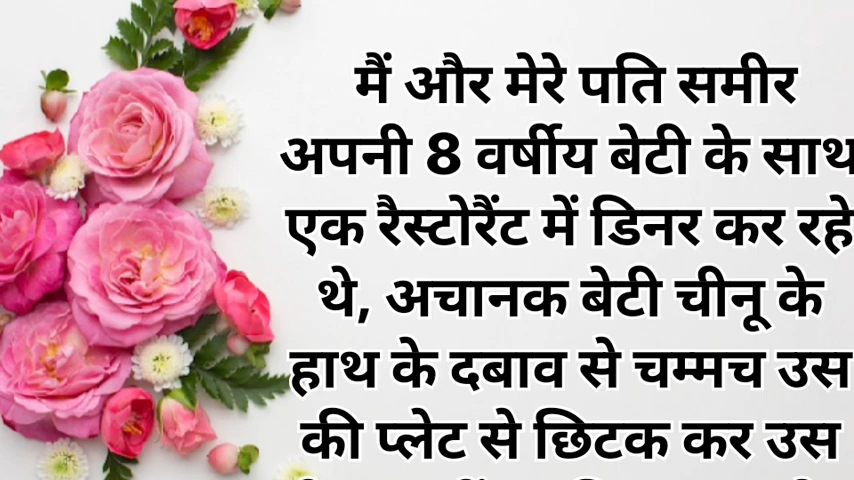 मैं और मेरे पति समीर
अपनी 8 वर्षीय बेटी के साथ
एक रैस्टोरैंट में डिनर कर रहे
थे, अचानक बेटी चीनू के
हाथ के दबाव से चम्मच उस
की प्लेट से छिटक कर उस